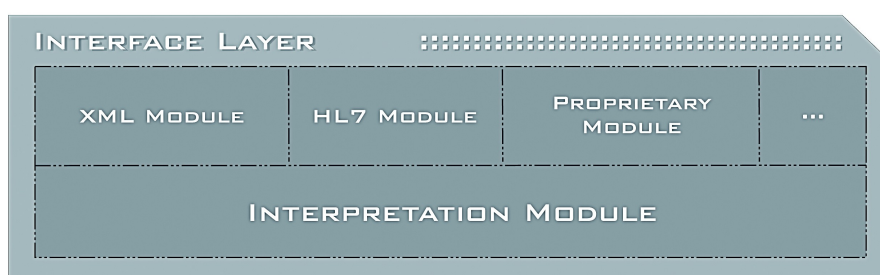 Interface Layer
XML Module
HL7 Module
Proprietary
Module
...
Interpretation Module